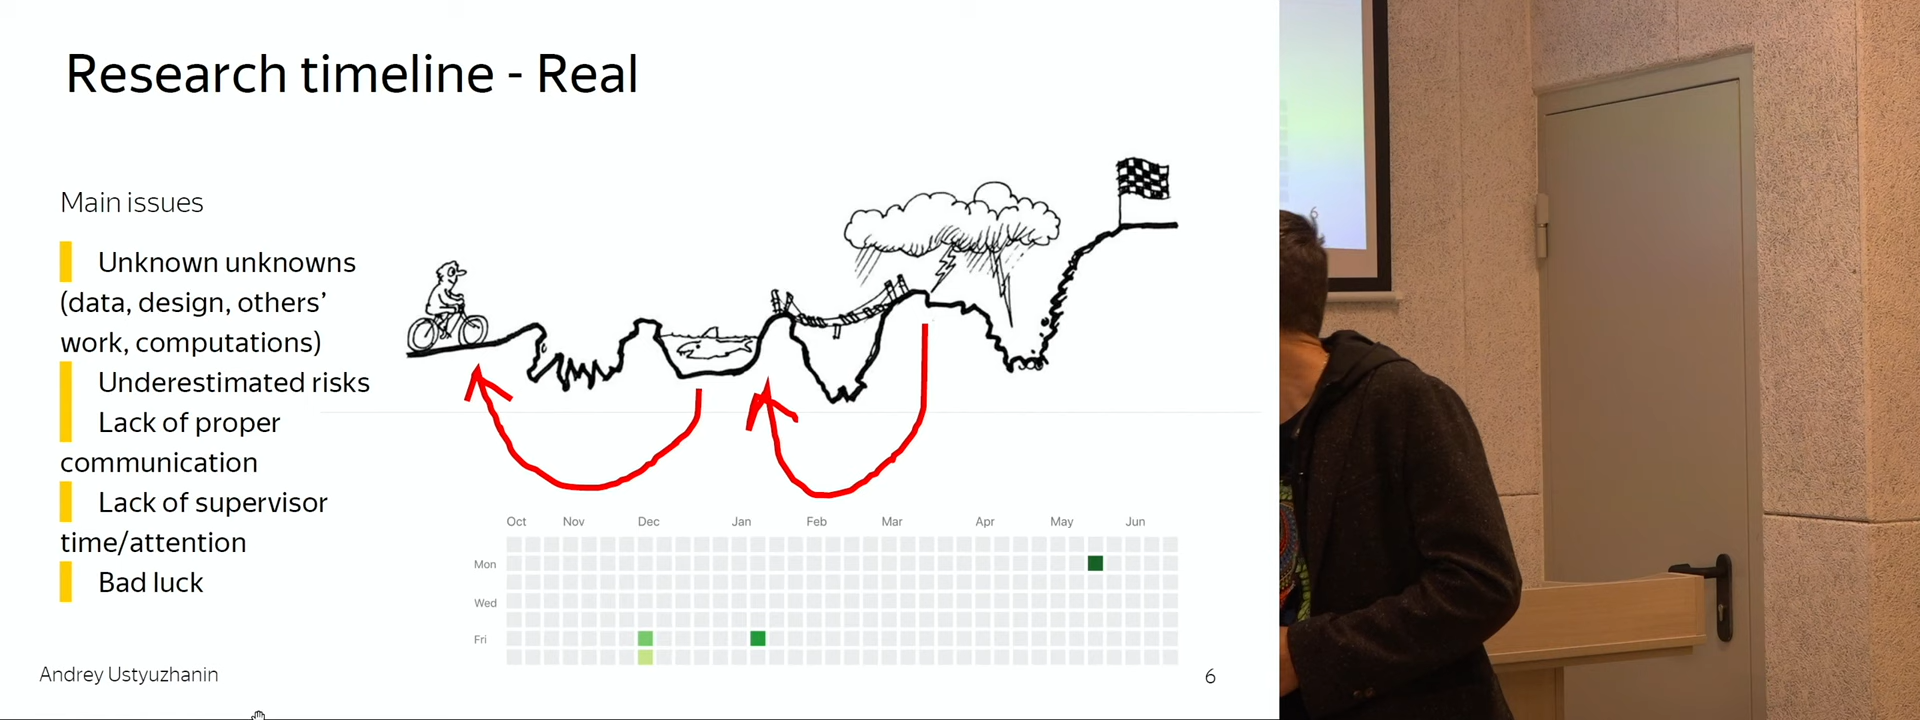 Research timeline - Real
Main issues
Unknown unknowns
(data, design, others’
work, computations)
Underestimated risks
Lack of proper
communication
Lack of supervisor
time/attention
Bad luck
Oct Nov Dec Jan Feb Mar Apr May Jun
Mon
Wed
Fri
Andrey Ustyuzhanin
6
6